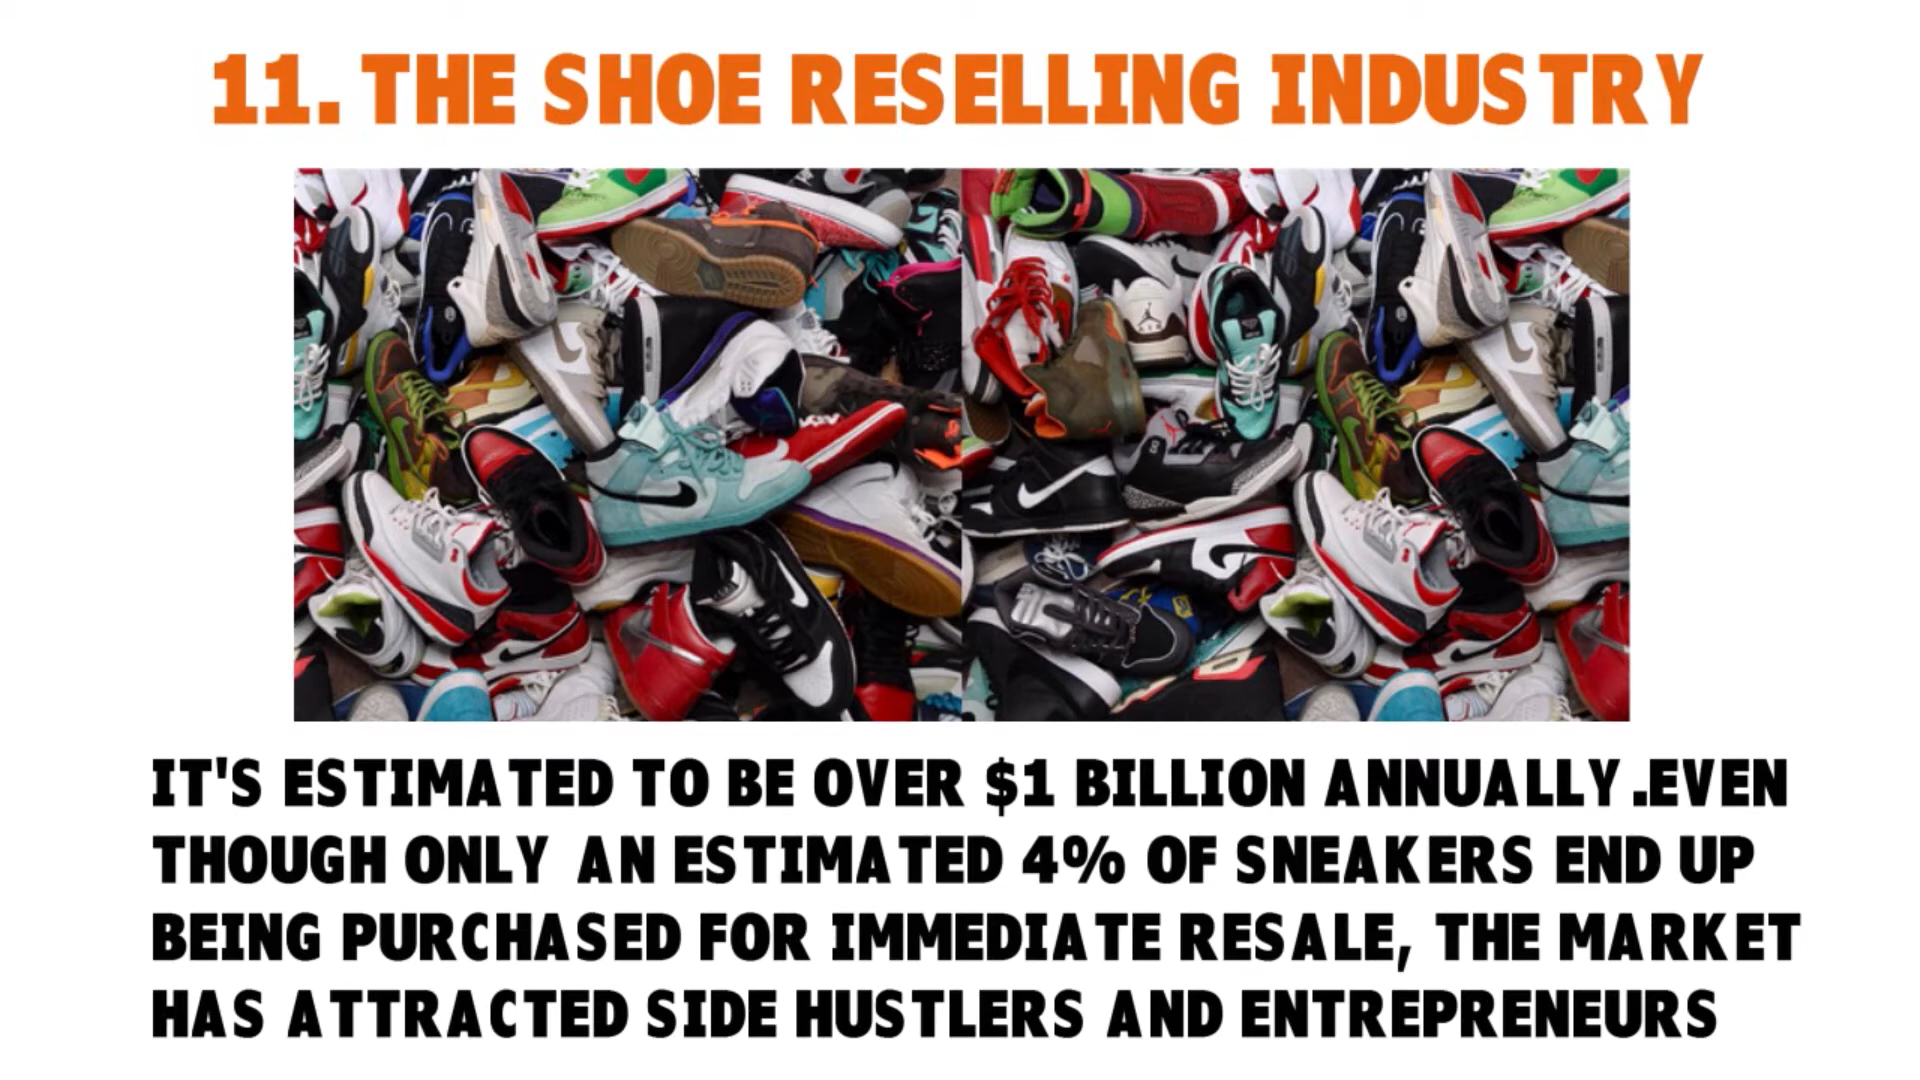 11. THE SHOE RESELLING INDUSTRY
IT'S ESTIMATED TO BE OVER $1 BILLION ANNUALLY.EVEN
THOUGH ONLY AN ESTIMATED 4% OF SNEAKERS END UP
BEING PURCHASED FOR IMMEDIATE RESALE, THE MARKET
HAS ATTRACTED SIDE HUSTLERS AND ENTREPRENEURS